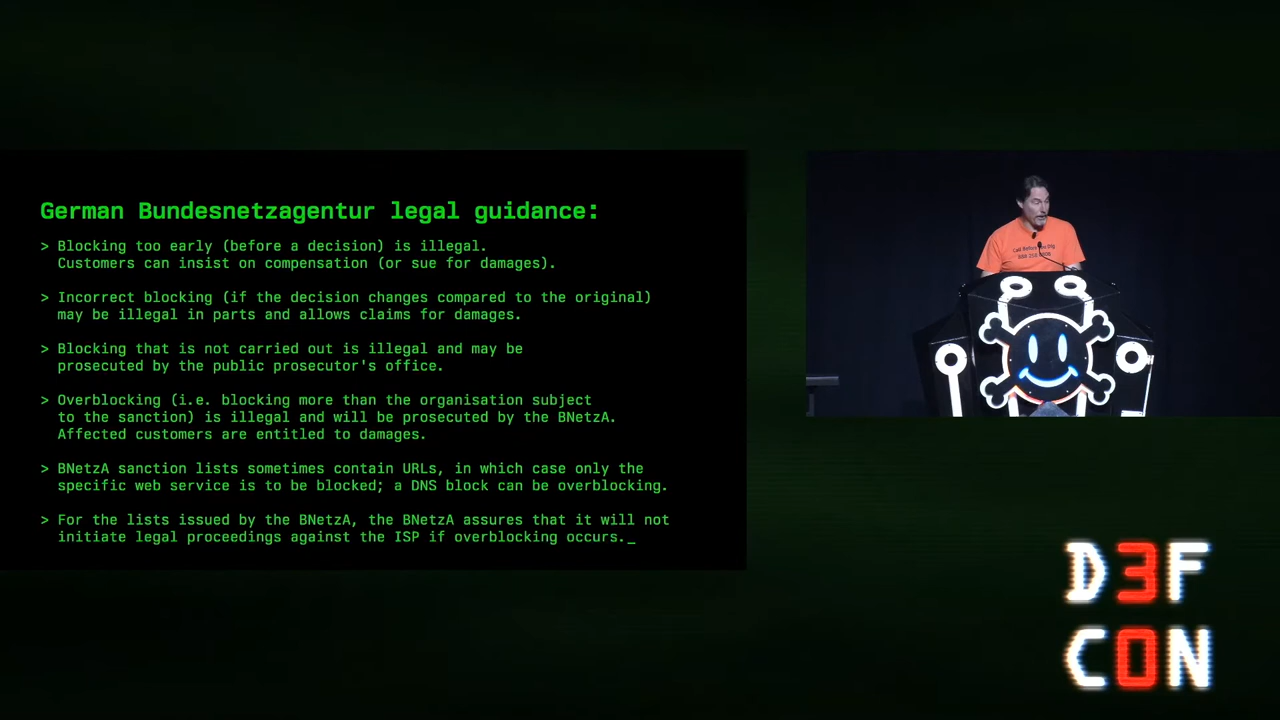 German Bundesnetzagentur legal guidance:
> Blocking too early (before a decision) is illegal.
Customers can insist on compensation (or sue for damages).
> Incorrect blocking (if the decision changes compared to the original)
may be illegal in parts and allows claims for damages.
> Blocking that is not carried out is illegal and may be
prosecuted by the public prosecutor's office.
> Overblocking (i.e. blocking more than the organisation subject
to the sanction) is illegal and will be prosecuted by the BNetzA.
Affected customers are entitled to damages.
> BNetzA sanction lists sometimes contain URLs, in which case only the
specific web service is to be blocked; a DNS block can be overblocking.
> For the lists issued by the BNetzA, the BNetzA assures that it will not
initiate legal proceedings against the ISP if overblocking occurs._
Call Before You Dig
D3F
C0N